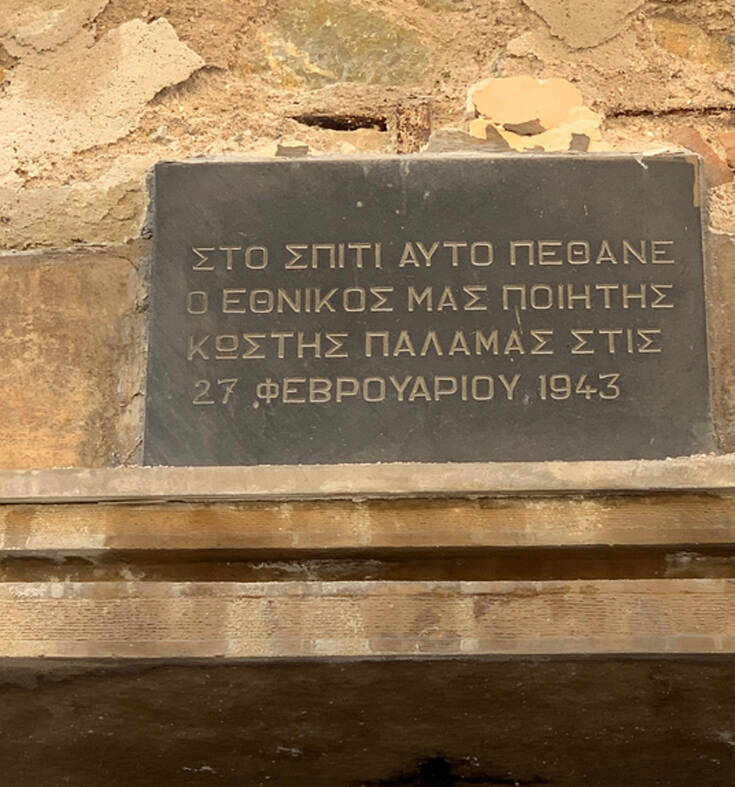 ΣΤΟ ΣΠΙΤΙ ΑΥΤΟ ΠΕΘΑΝΕ
Ο ΕΘΝΙΚΟΣ ΜΑΣ ΠΟΙΗΤΗΣ
ΚΩΣΤΗΣ ΠΑΛΑΜΑΣ ΣΤΙΣ
27 ΦΕΒΡΟΥΑΡΙΟΥ 1943